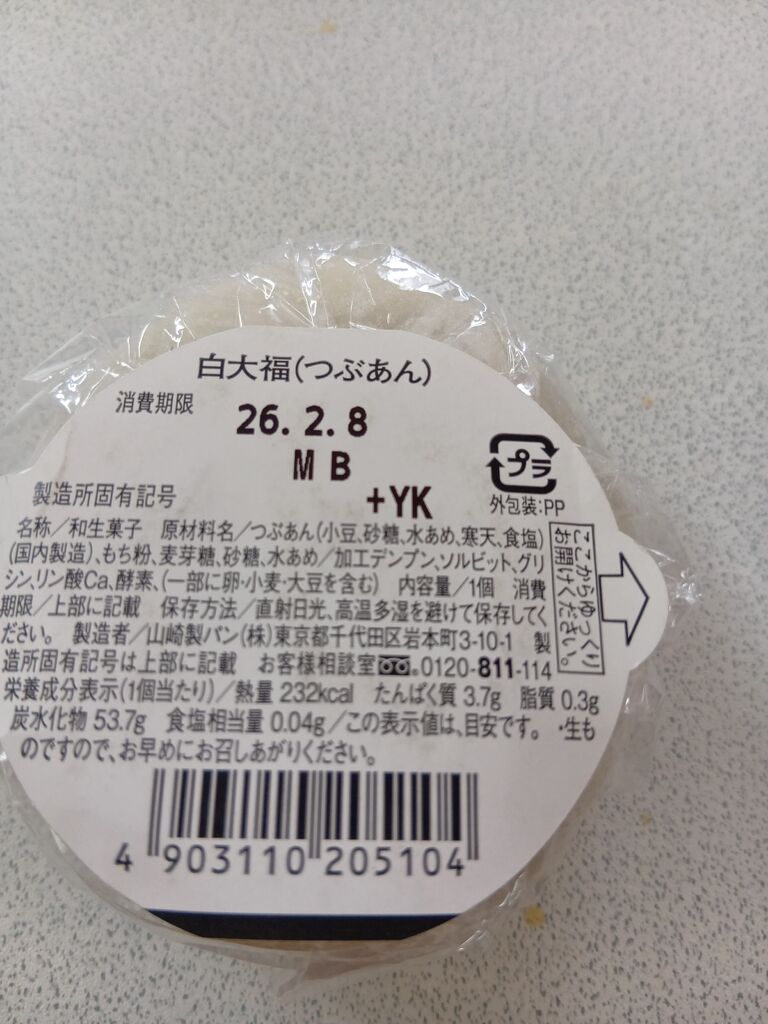 白大福(つぶあん)
消費期限
26. 2. 8
M B
製造所固有記号
+YK
プラ
外包装:PP
ここからゆっくり
お開けください。
名称/和生菓子 原材料名/つぶあん(小豆、砂糖、水あめ、寒天、食塩)
(国内製造)、もち粉、麦芽糖、砂糖、水あめ/加工デンプン、ソルビット、グリ
シン、リン酸Ca、酵素、(一部に卵・小麦・大豆を含む) 内容量/1個 消費
期限/上部に記載 保存方法/直射日光、高温多湿を避けて保存してく
ださい。 製造者/山崎製パン(株)東京都千代田区岩本町3-10-1 製
造所固有記号は上部に記載 お客様相談室 0120-811-114
栄養成分表示(1個当たり)/熱量 232kcal たんぱく質 3.7g 脂質 0.3g
炭水化物 53.7g 食塩相当量 0.04g/この表示値は、目安です。 ・生も
のですので、お早めにお召しあがりください。
4 903110 205104